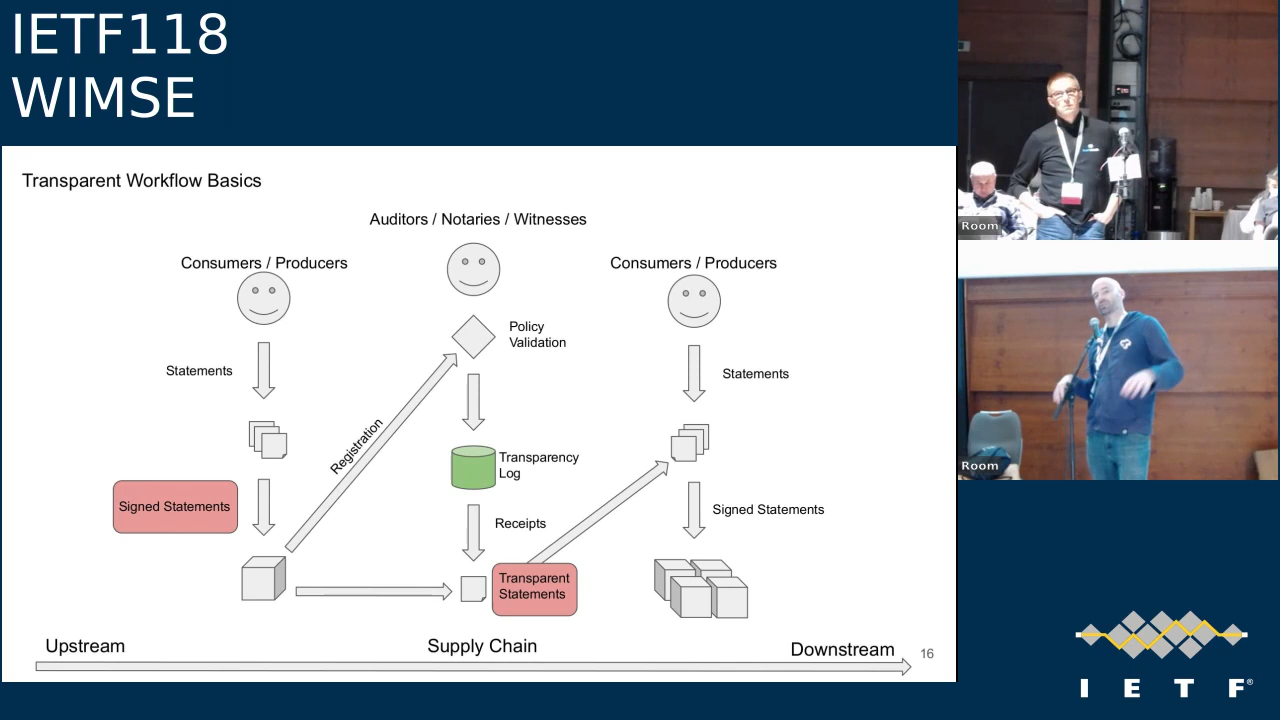 IETF118
WIMSE
Transparent Workflow Basics
Auditors / Notaries / Witnesses
Consumers / Producers
Consumers / Producers
Policy
Validation
Statements
Statements
Registration
Transparency
Log
Signed Statements
Signed Statements
Receipts
Transparent
Statements
Upstream
Supply Chain
Downstream
16
Room
Room
I E T F®